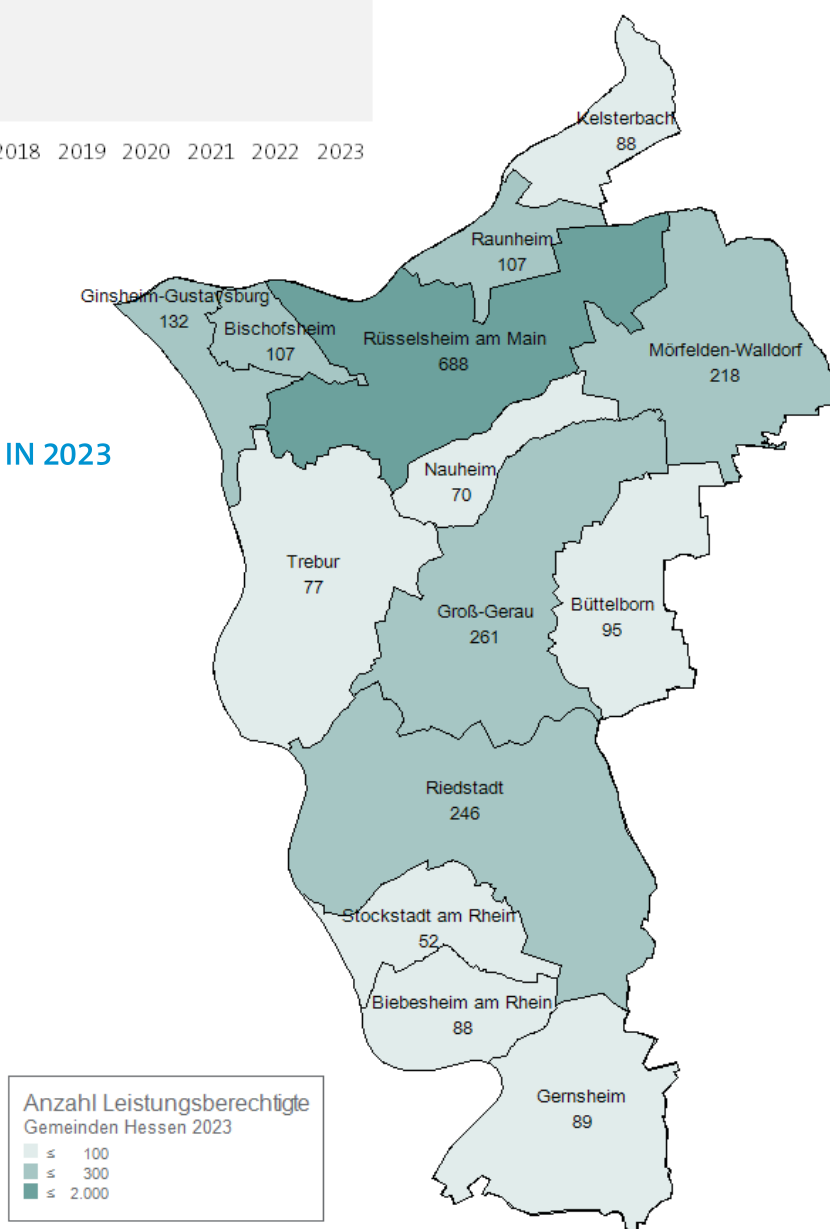 2018 2019 2020 2021 2022 2023
Kelsterbach
88
Raunheim
107
Ginsheim-Gustavsburg
132
Bischofsheim
107
Rüsselsheim am Main
688
Mörfelden-Walldorf
218
IN 2023
Nauheim
70
Trebur
77
Groß-Gerau
261
Büttelborn
95
Riedstadt
246
Stockstadt am Rhein
52
Biebesheim am Rhein
88
Gernsheim
89
Anzahl Leistungsberechtigte
Gemeinden Hessen 2023
≤ 100
≤ 300
≤ 2.000